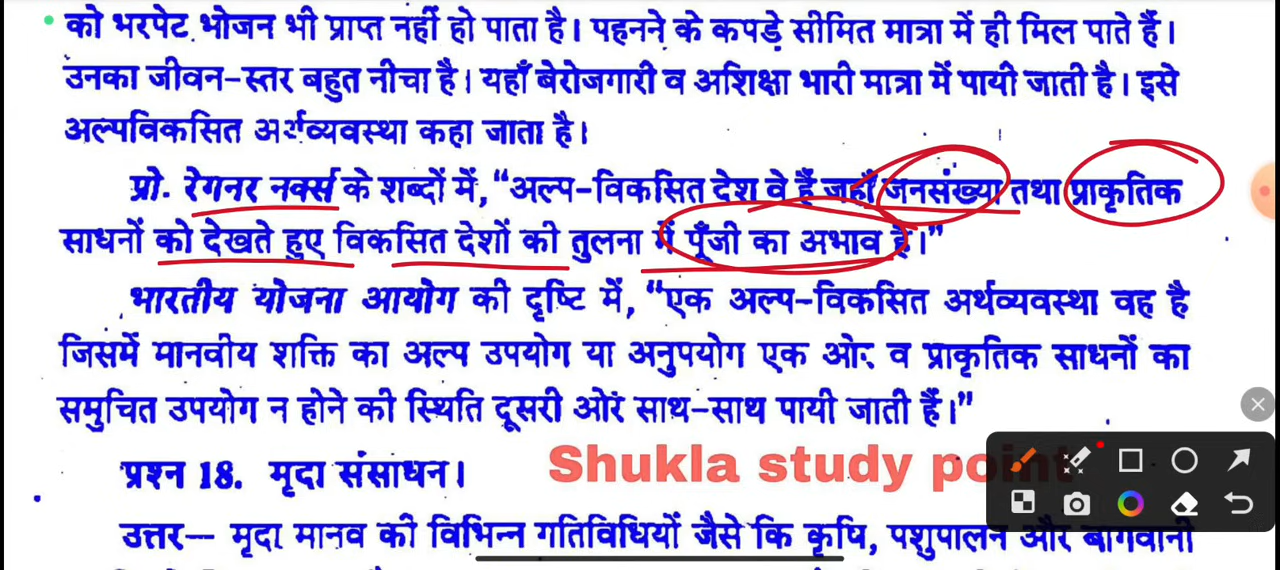 को भरपेट भोजन भी प्राप्त नहीं हो पाता है। पहनने के कपड़े सीमित मात्रा में ही मिल पाते हैं।
उनका जीवन-स्तर बहुत नीचा है। यहाँ बेरोजगारी व अशिक्षा भारी मात्रा में पायी जाती है। इसे
अल्पविकसित अर्थव्यवस्था कहा जाता है।
प्रो. रेगनर नर्क्स के शब्दों में, “अल्प-विकसित देश वे हैं जहाँ जनसंख्या तथा प्राकृतिक
साधनों को देखते हुए विकसित देशों की तुलना में पूँजी का अभाव है।”
भारतीय योजना आयोग की दृष्टि में, “एक अल्प-विकसित अर्थव्यवस्था वह है
जिसमें मानवीय शक्ति का अल्प उपयोग या अनुपयोग एक ओर व प्राकृतिक साधनों का
समुचित उपयोग न होने की स्थिति दूसरी ओर साथ-साथ पायी जाती हैं।”
प्रश्न 18. मृदा संसाधन।
Shukla study point
उत्तर— मृदा मानव की विभिन्न गतिविधियों जैसे कि कृषि, पशुपालन और बागवानी